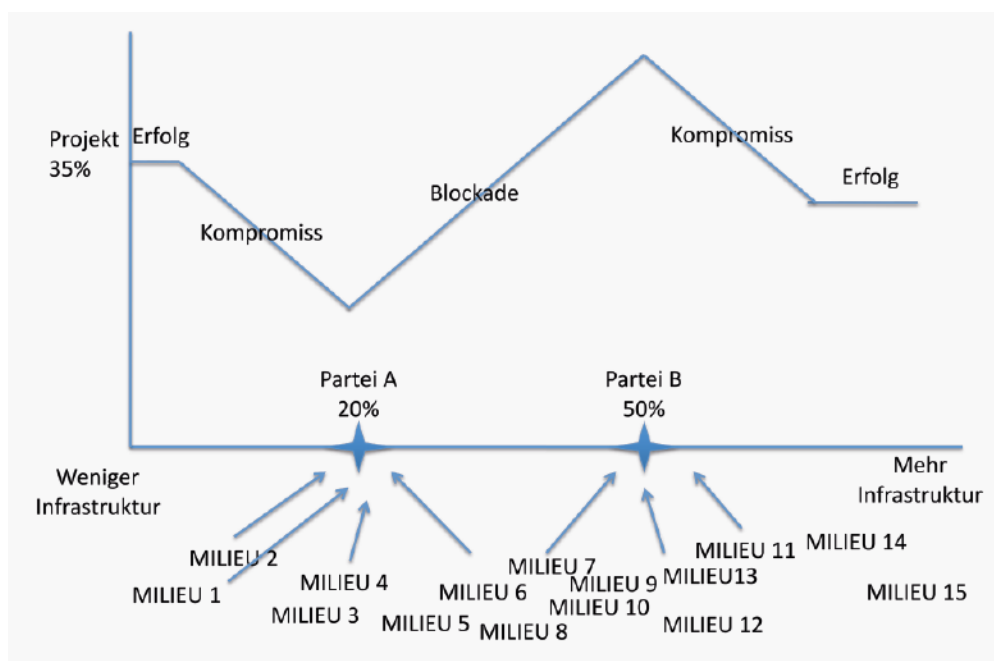 Projekt
35%
Erfolg
Kompromiss
Blockade
Kompromiss
Erfolg
Partei A
20%
Partei B
50%
Weniger
Infrastruktur
Mehr
Infrastruktur
MILIEU 2
MILIEU 1
MILIEU 4
MILIEU 3
MILIEU 6
MILIEU 5
MILIEU 7
MILIEU 9
MILIEU 10
MILIEU 8
MILIEU 11
MILIEU13
MILIEU 12
MILIEU 14
MILIEU 15